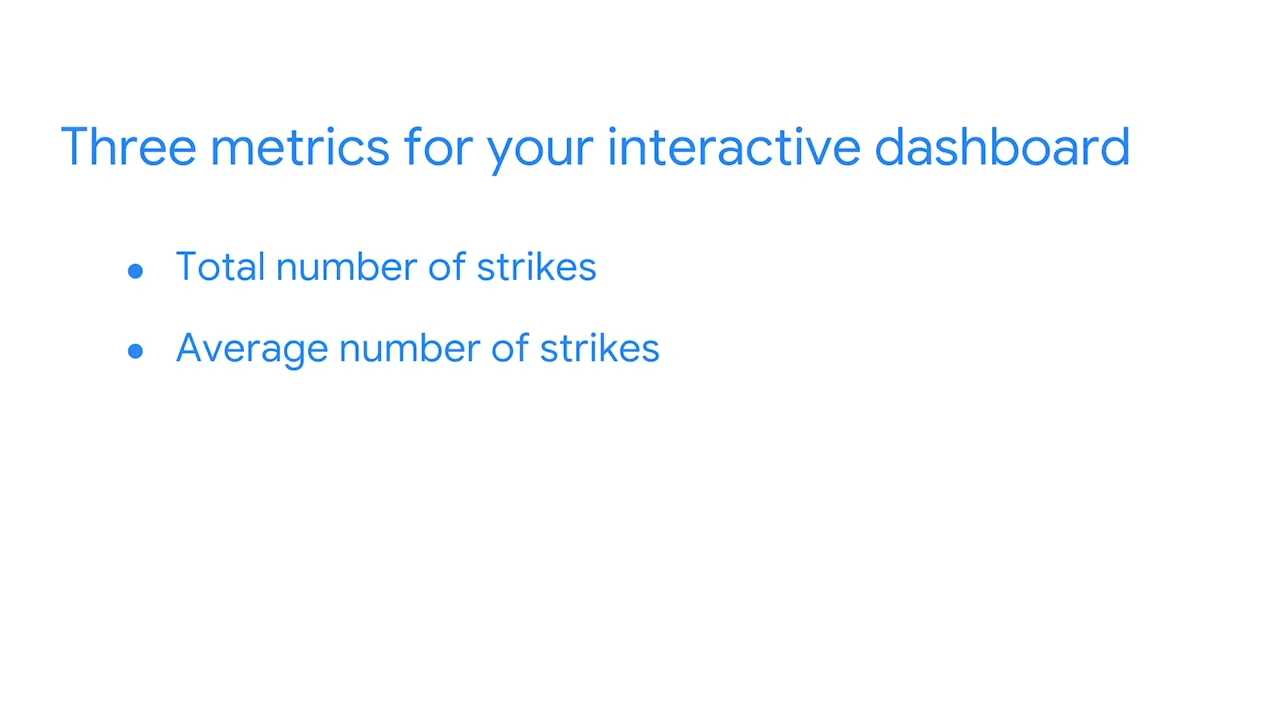 Three metrics for your interactive dashboard
● Total number of strikes
● Average number of strikes